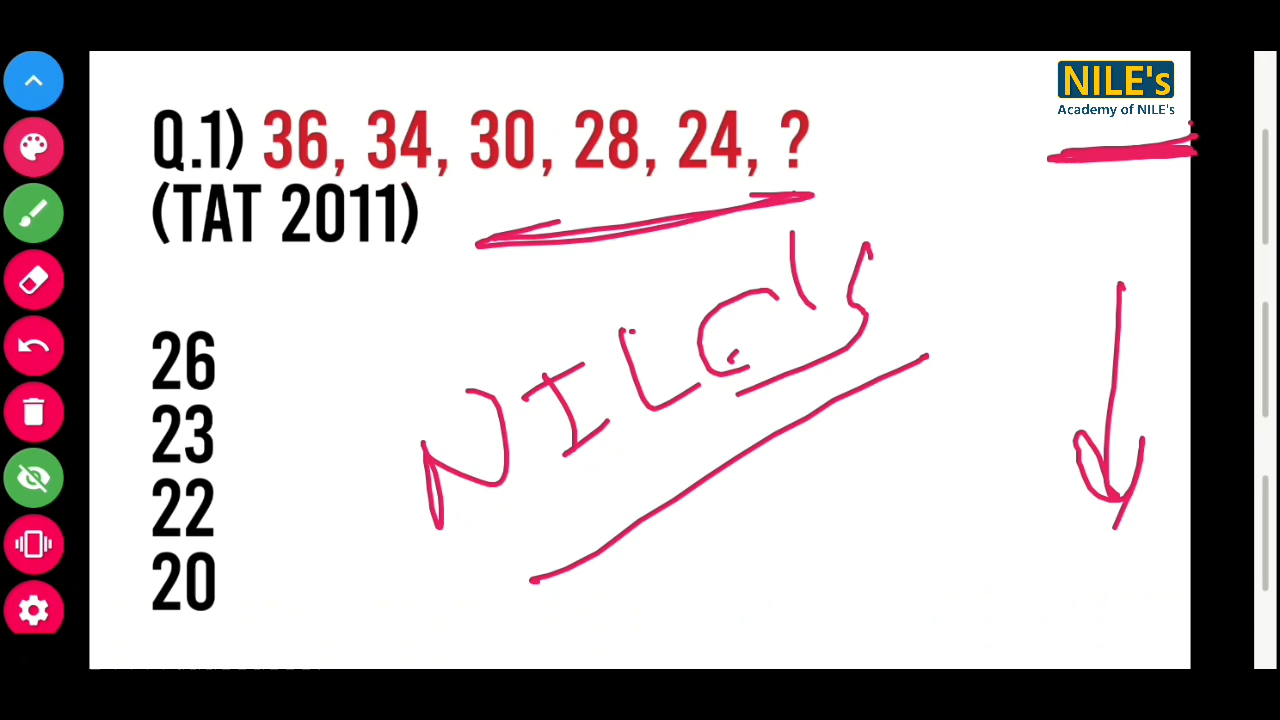 NILE's
Academy of NILE's
Q.1) 36, 34, 30, 28, 24, ?
(TAT 2011)
NILE's
26
23
22
20